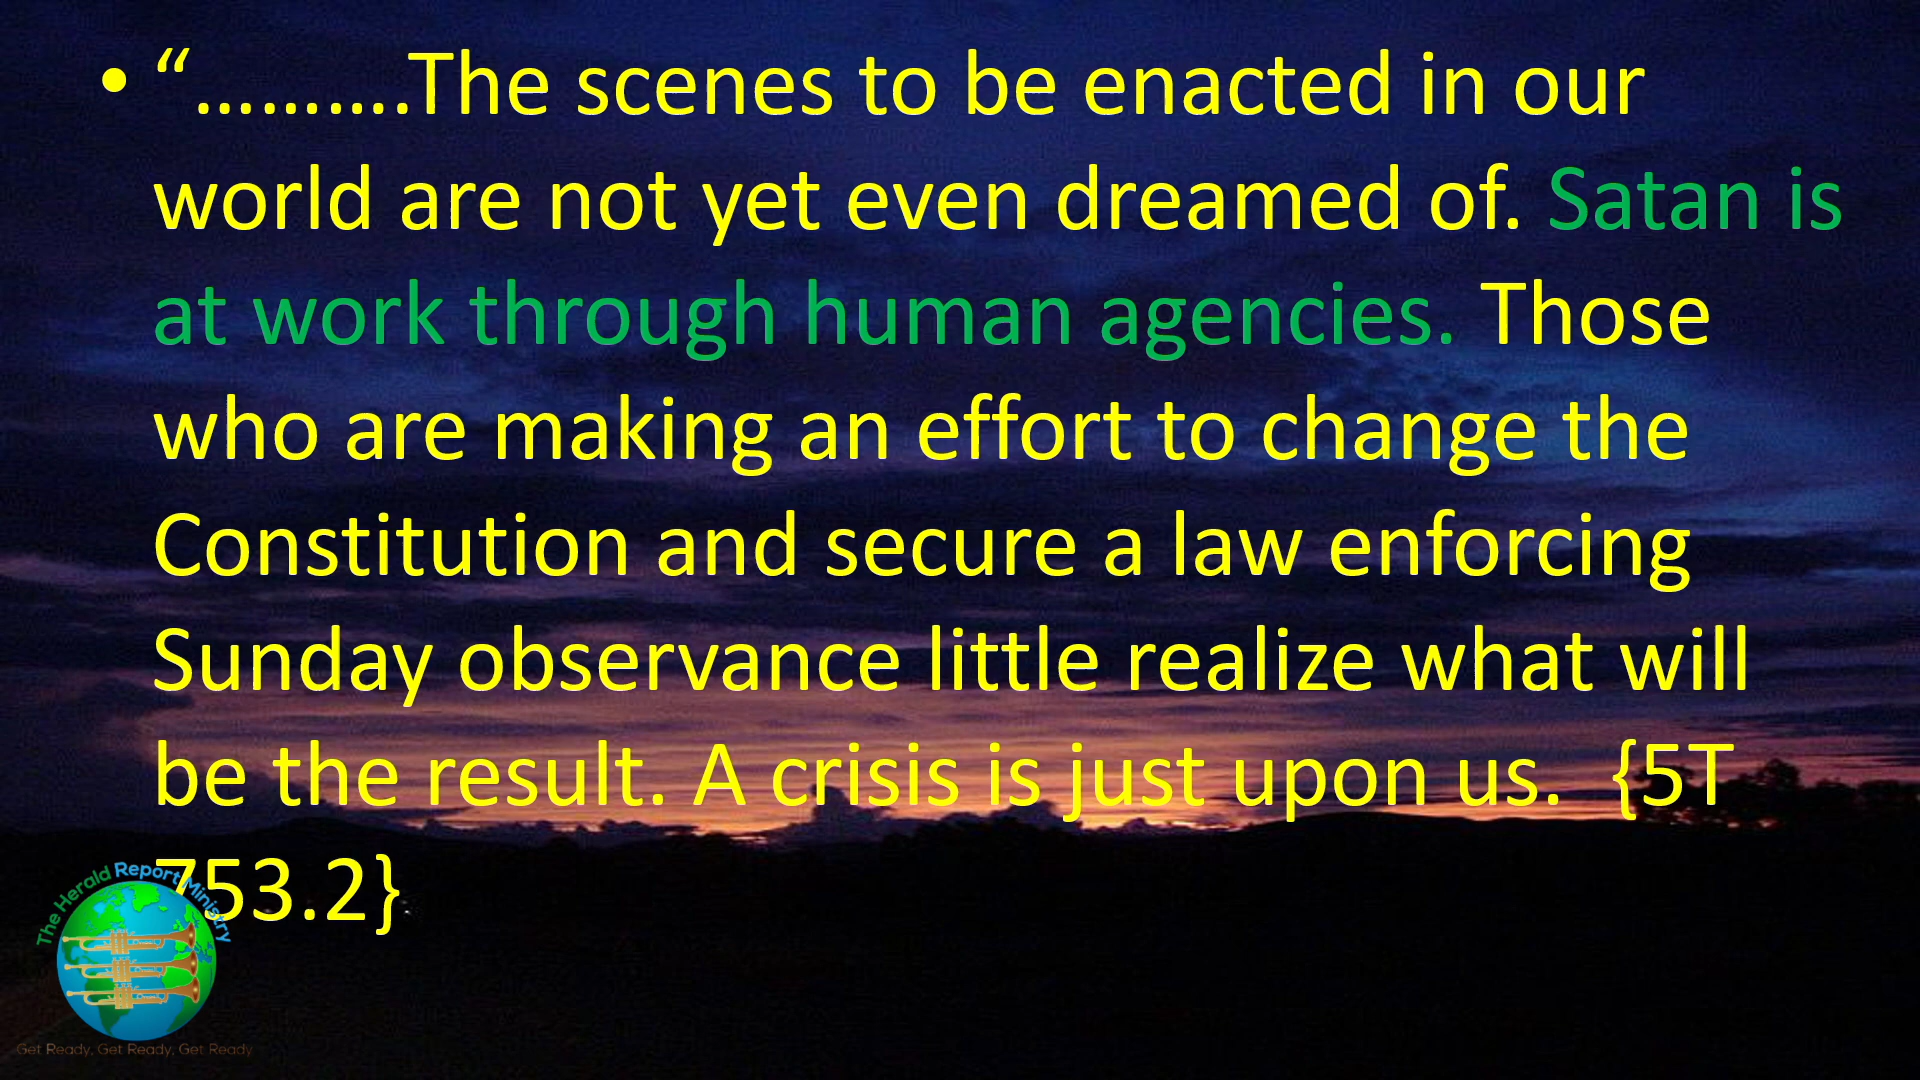 • “……….The scenes to be enacted in our
world are not yet even dreamed of. Satan is
at work through human agencies. Those
who are making an effort to change the
Constitution and secure a law enforcing
Sunday observance little realize what will
be the result. A crisis is just upon us.  {5T
753.2}
The Herald Report Ministry
Get Ready, Get Ready, Get Ready